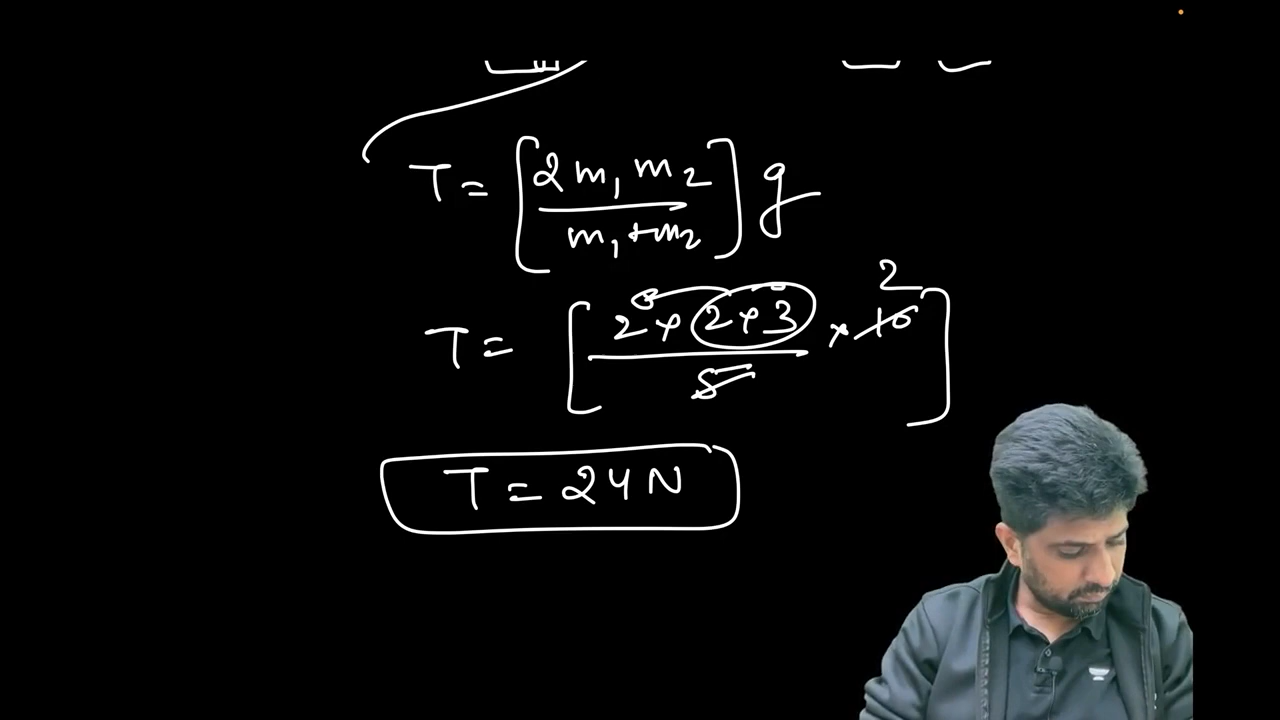 T = [2m₁m₂ / m₁+m₂] g
2
T = [2×2×3 / 5 × 10]
T = 24N